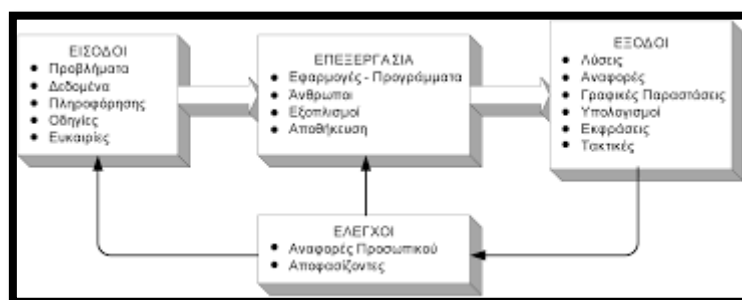 ΕΙΣΟΔΟΙ
● Προβλήματα
● Δεδομένα
● Πληροφόρησης
● Οδηγίες
● Ευκαιρίες
ΕΠΕΞΕΡΓΑΣΙΑ
● Εφαρμογές - Προγράμματα
● Άνθρωποι
● Εξοπλισμοί
● Αποθήκευση
ΕΞΟΔΟΙ
● Λύσεις
● Αναφορές
● Γραφικές Παραστάσεις
● Υπολογισμοί
● Εκφράσεις
● Τακτικές
ΕΛΕΓΧΟΙ
● Αναφορές Προσωπικού
● Αποφασίζοντες